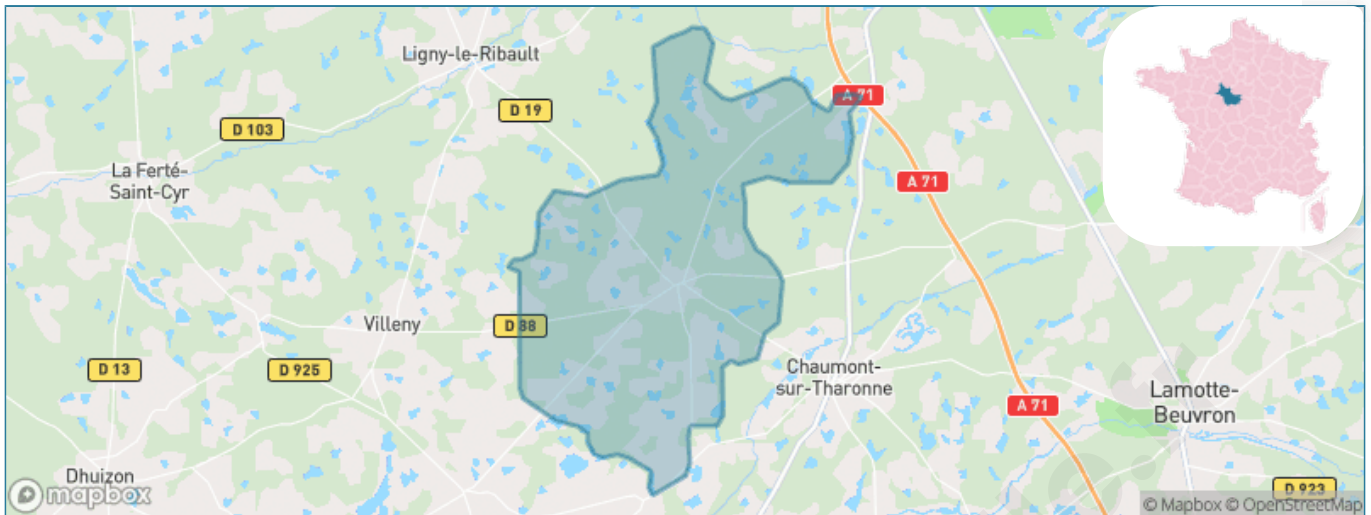 Ligny-le-Ribault
A 71
D 19
D 103
La Ferté-
Saint-Cyr
A 71
Villeny
D 88
D 13
D 925
Chaumont-
sur-Tharonne
Lamotte-
Beuvron
A 71
Dhuizon
D 923
mapbox
© Mapbox © OpenStreetMap